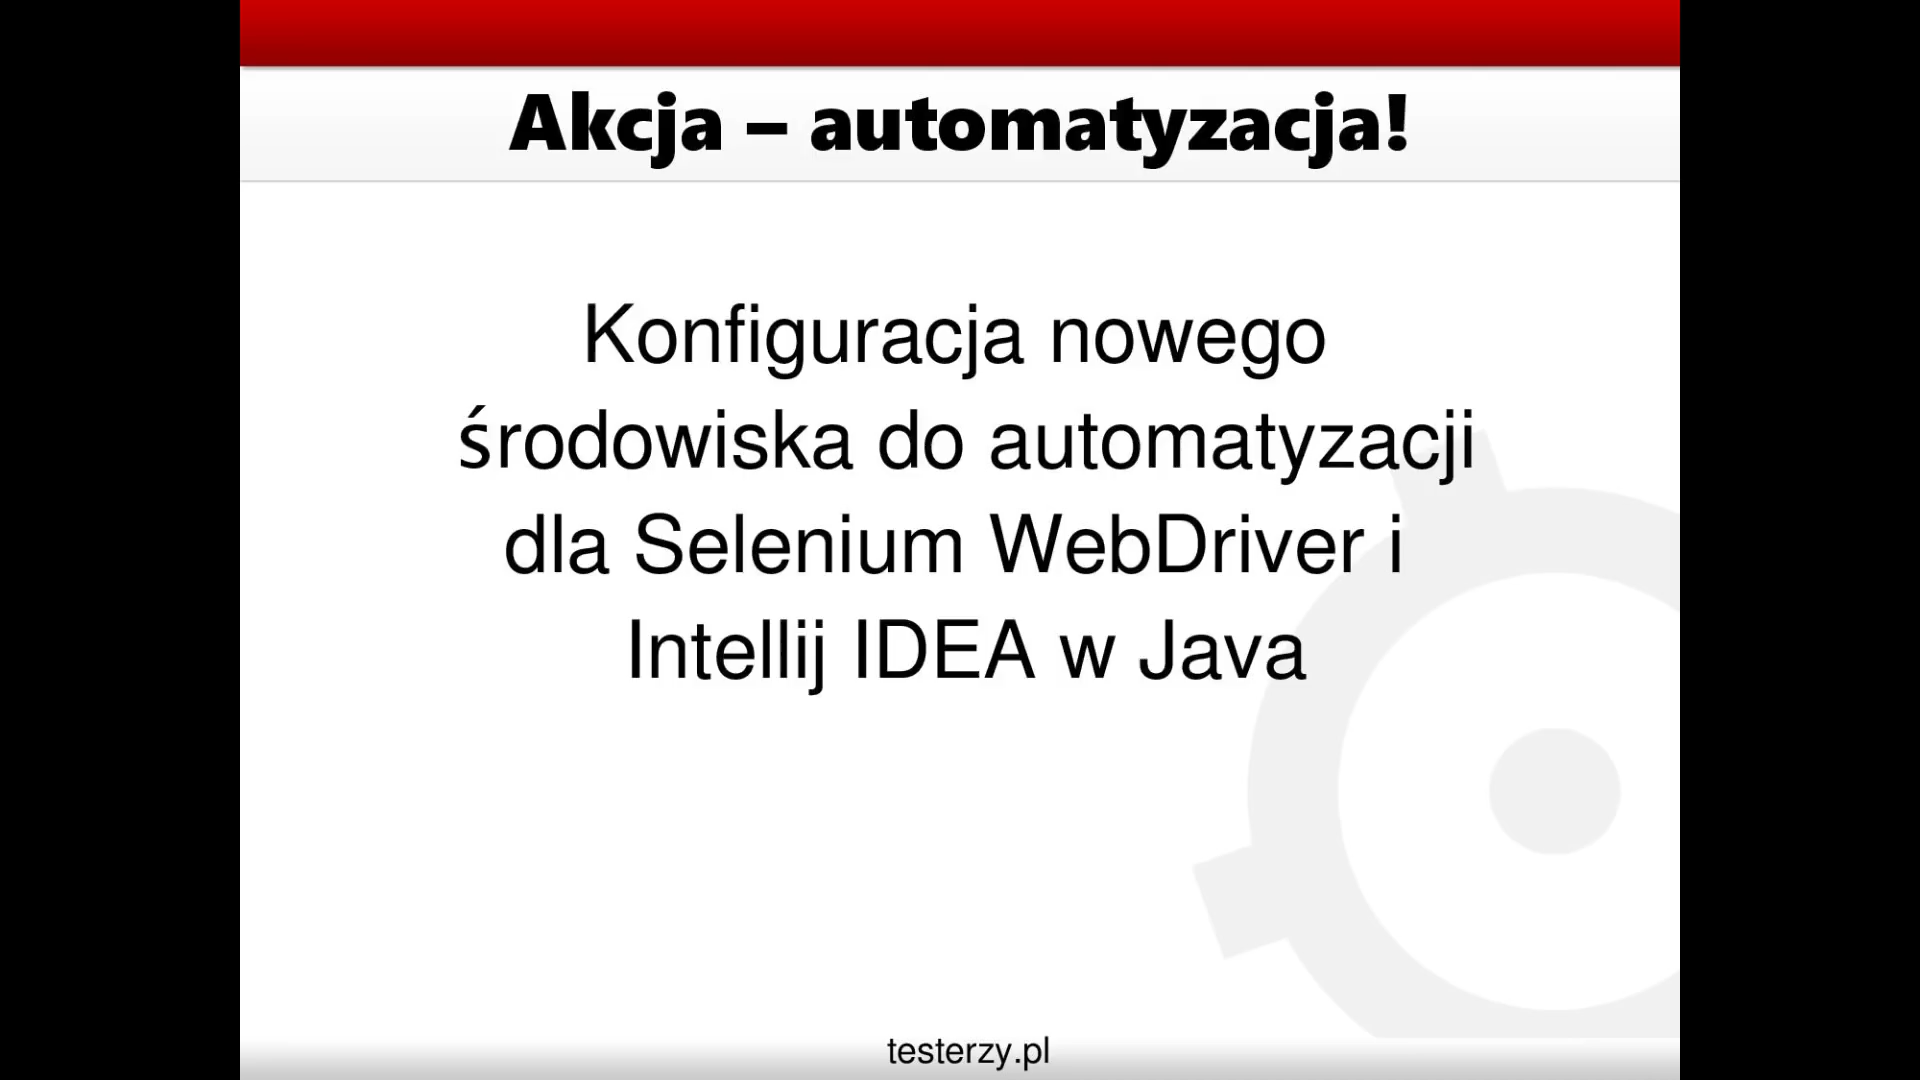 Akcja – automatyzacja!
Konfiguracja nowego
środowiska do automatyzacji
dla Selenium WebDriver i
Intellij IDEA w Java
testerzy.pl